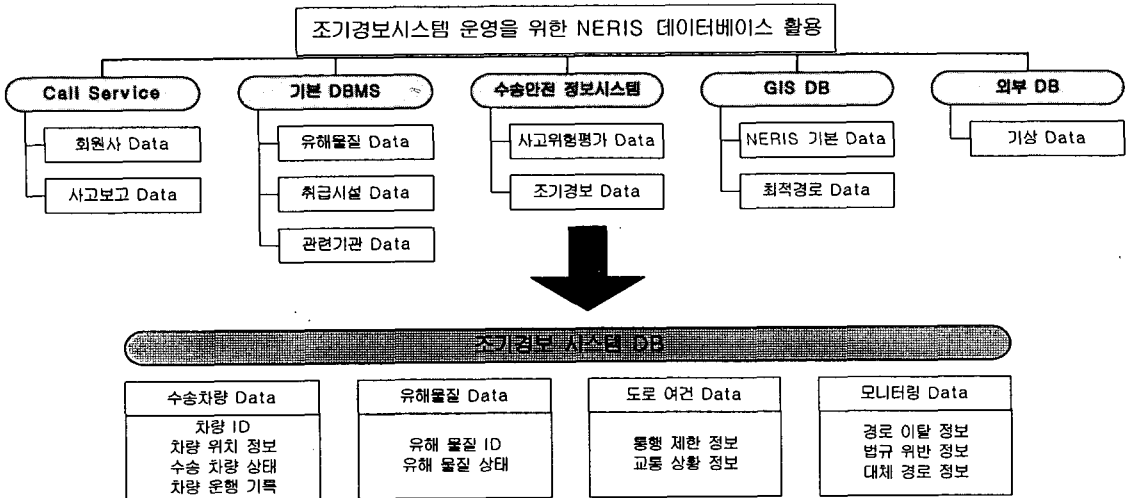 조기경보시스템 운영을 위한 NERIS 데이터베이스 활용
Call Service
기본 DBMS
수송안전 정보시스템
GIS DB
외부 DB
회원사 Data
유해물질 Data
사고위험평가 Data
NERIS 기본 Data
기상 Data
사고보고 Data
취급시설 Data
조기경보 Data
최적경로 Data
관련기관 Data
조기경보 시스템 DB
수송차량 Data
차량 ID
차량 위치 정보
수송 차량 상태
차량 운행 기록
유해물질 Data
유해 물질 ID
유해 물질 상태
도로 여건 Data
통행 제한 정보
교통 상황 정보
모니터링 Data
경로 이탈 정보
법규 위반 정보
대체 경로 정보